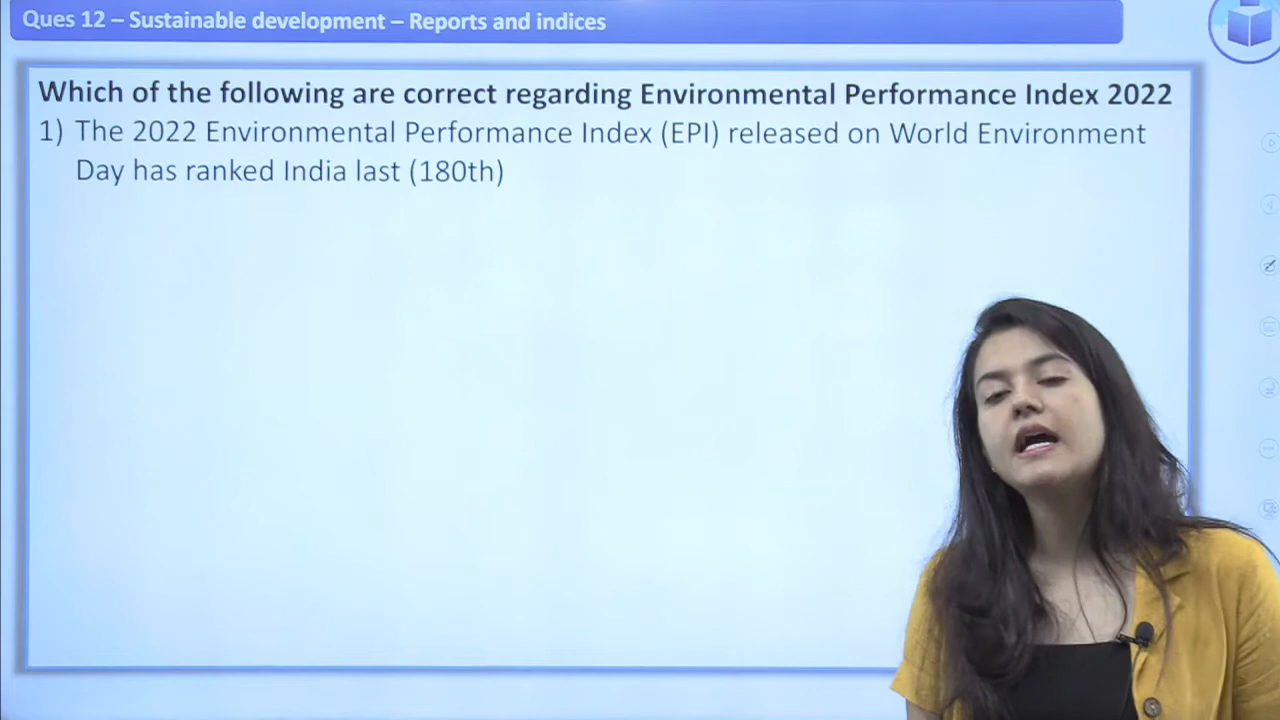 Ques 12 – Sustainable development – Reports and indices
Which of the following are correct regarding Environmental Performance Index 2022
1) The 2022 Environmental Performance Index (EPI) released on World Environment
Day has ranked India last (180th)